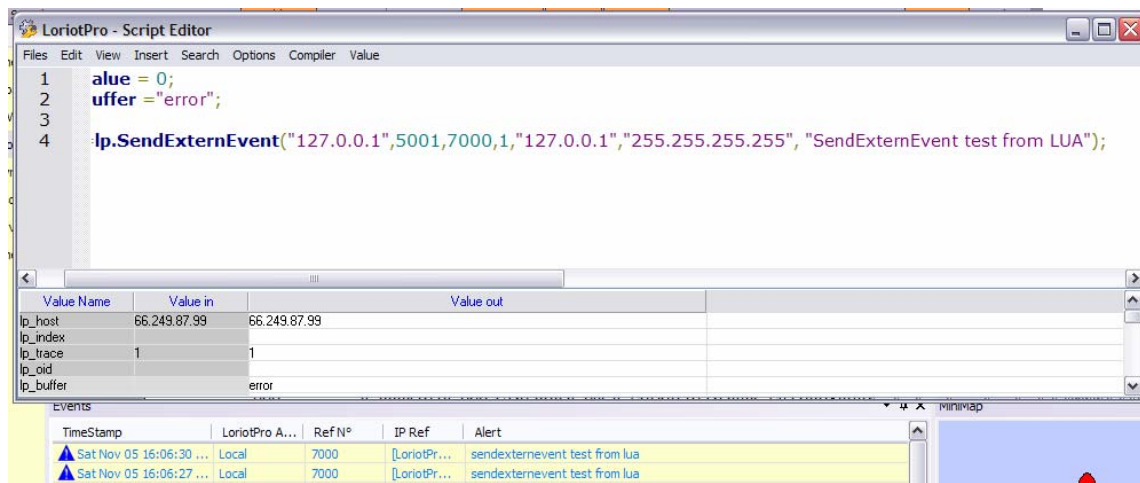 LoriotPro - Script Editor
Files Edit View Insert Search Options Compiler Value
1 alue = 0;
2 uffer ="error";
3
4 lp.SendExternEvent("127.0.0.1",5001,7000,1,"127.0.0.1","255.255.255.255", "SendExternEvent test from LUA");
Value Name Value in Value out
lp_host 66.249.87.99 66.249.87.99
lp_index
lp_trace 1 1
lp_oid
lp_buffer error
Events MiniMap
TimeStamp LoriotPro A... Ref N° IP Ref Alert
Sat Nov 05 16:06:30 ... Local 7000 [LoriotPr... sendexternevent test from lua
Sat Nov 05 16:06:27 ... Local 7000 [LoriotPr... sendexternevent test from lua